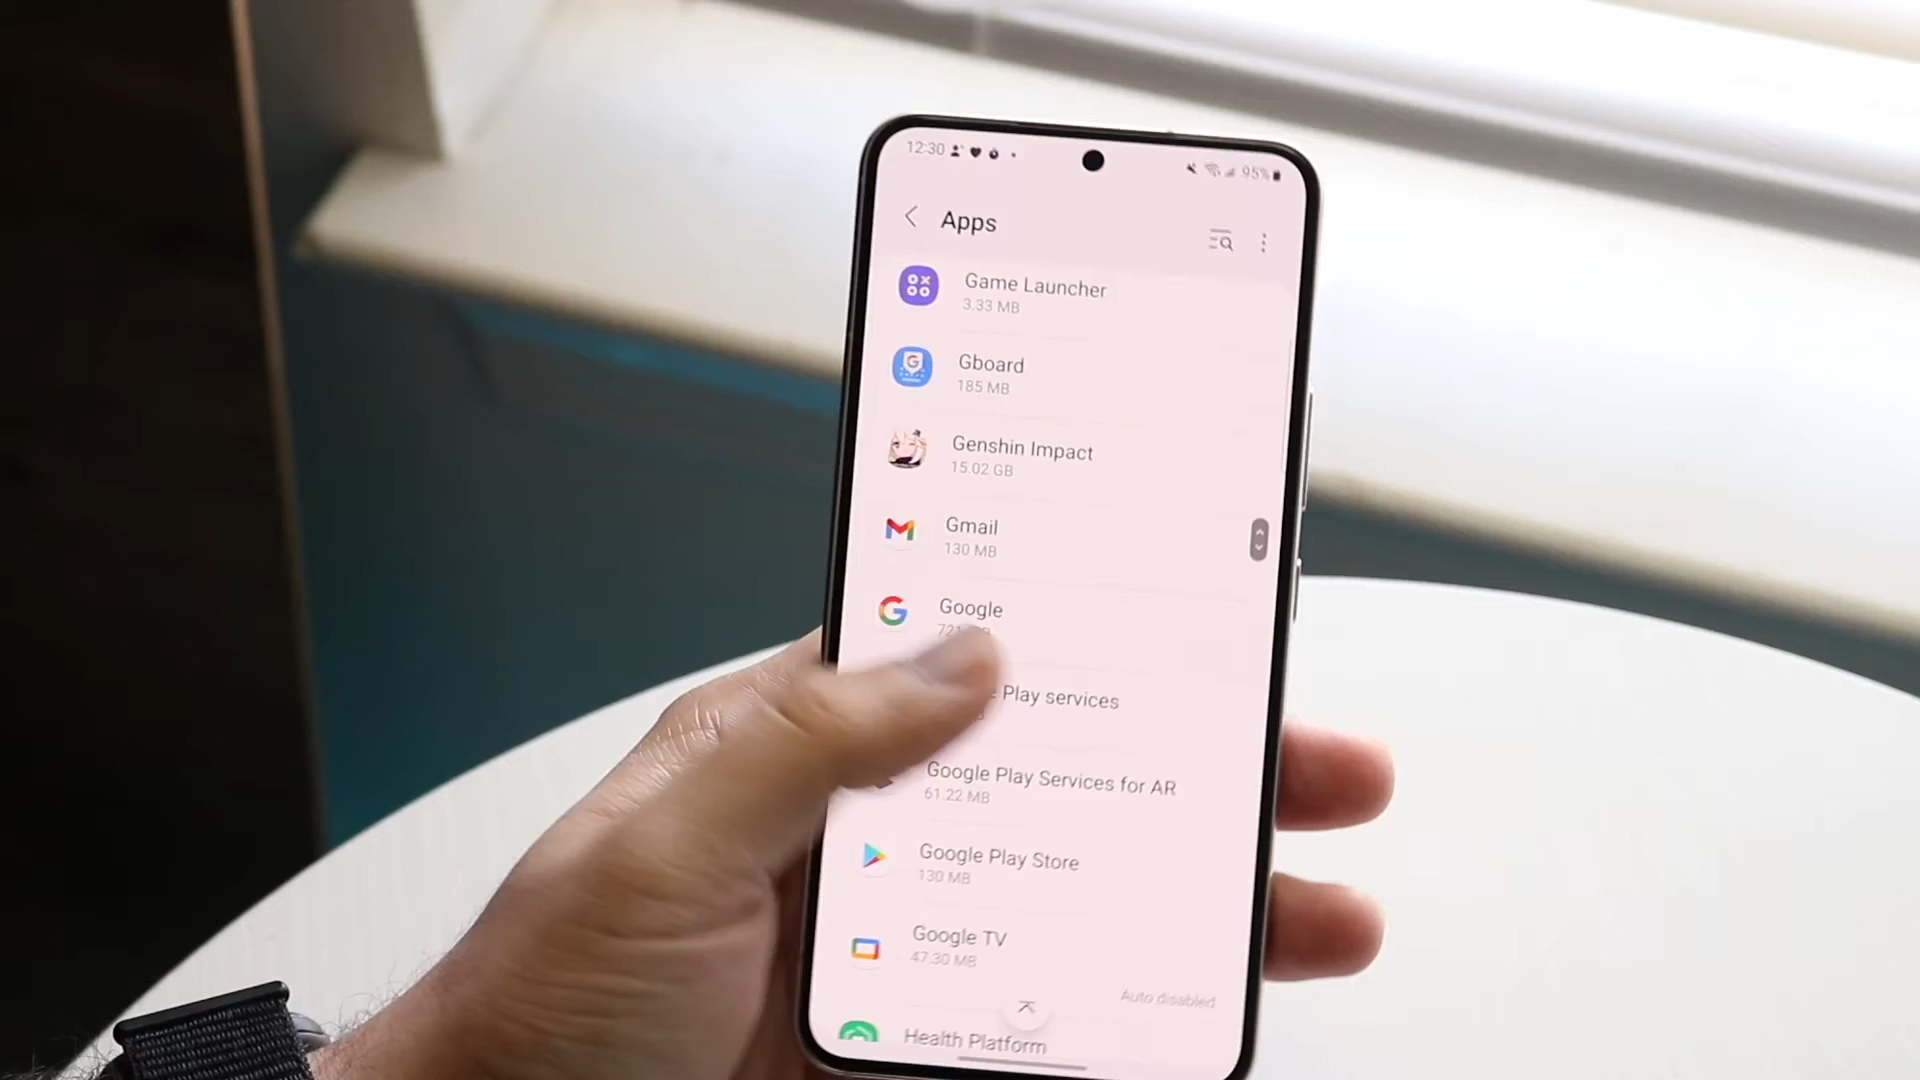 12:30
95%
Apps
Game Launcher
3.33 MB
Gboard
185 MB
Genshin Impact
15.02 GB
Gmail
130 MB
Google
Play services
Google Play Services for AR
61.22 MB
Google Play Store
130 MB
Google TV
47.30 MB
Auto disabled
Health Platform